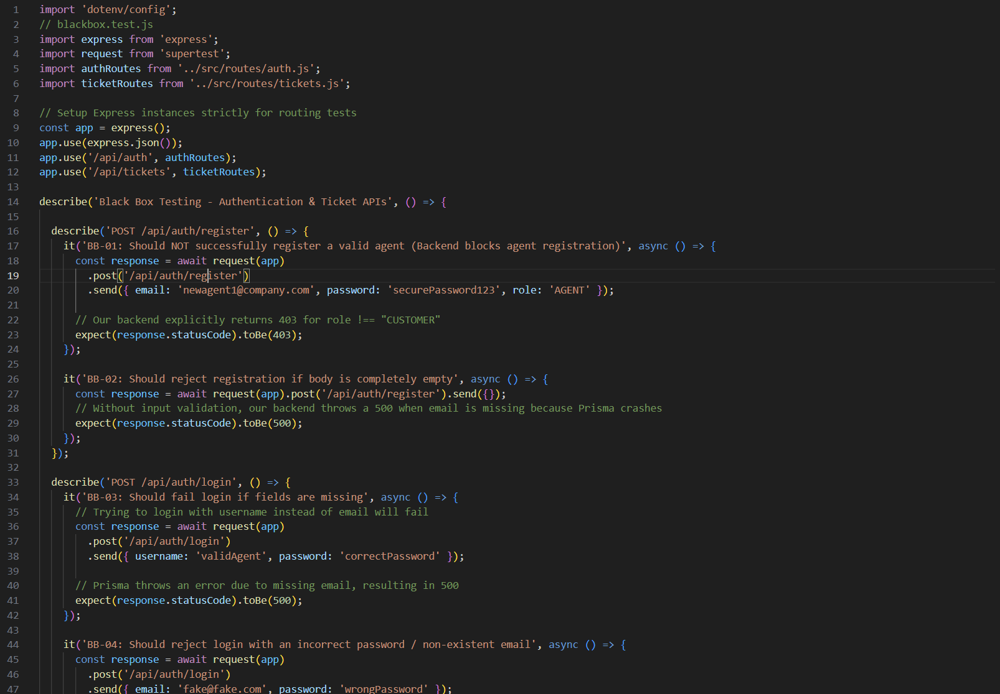 1 import 'dotenv/config';
2 // blackbox.test.js
3 import express from 'express';
4 import request from 'supertest';
5 import authRoutes from '../src/routes/auth.js';
6 import ticketRoutes from '../src/routes/tickets.js';
7
8 // Setup Express instances strictly for routing tests
9 const app = express();
10 app.use(express.json());
11 app.use('/api/auth', authRoutes);
12 app.use('/api/tickets', ticketRoutes);
13
14 describe('Black Box Testing - Authentication & Ticket APIs', () => {
15
16 describe('POST /api/auth/register', () => {
17 it('BB-01: Should NOT successfully register a valid agent (Backend blocks agent registration)', async () => {
18 const response = await request(app)
19 .post('/api/auth/register')
20 .send({ email: 'newagent1@company.com', password: 'securePassword123', role: 'AGENT' });
21
22 // Our backend explicitly returns 403 for role !== "CUSTOMER"
23 expect(response.statusCode).toBe(403);
24 });
25
26 it('BB-02: Should reject registration if body is completely empty', async () => {
27 const response = await request(app).post('/api/auth/register').send({});
28 // Without input validation, our backend throws a 500 when email is missing because Prisma crashes
29 expect(response.statusCode).toBe(500);
30 });
31 });
32
33 describe('POST /api/auth/login', () => {
34 it('BB-03: Should fail login if fields are missing', async () => {
35 // Trying to login with username instead of email will fail
36 const response = await request(app)
37 .post('/api/auth/login')
38 .send({ username: 'validAgent', password: 'correctPassword' });
39
40 // Prisma throws an error due to missing email, resulting in 500
41 expect(response.statusCode).toBe(500);
42 });
43
44 it('BB-04: Should reject login with an incorrect password / non-existent email', async () => {
45 const response = await request(app)
46 .post('/api/auth/login')
47 .send({ email: 'fake@fake.com', password: 'wrongPassword' });